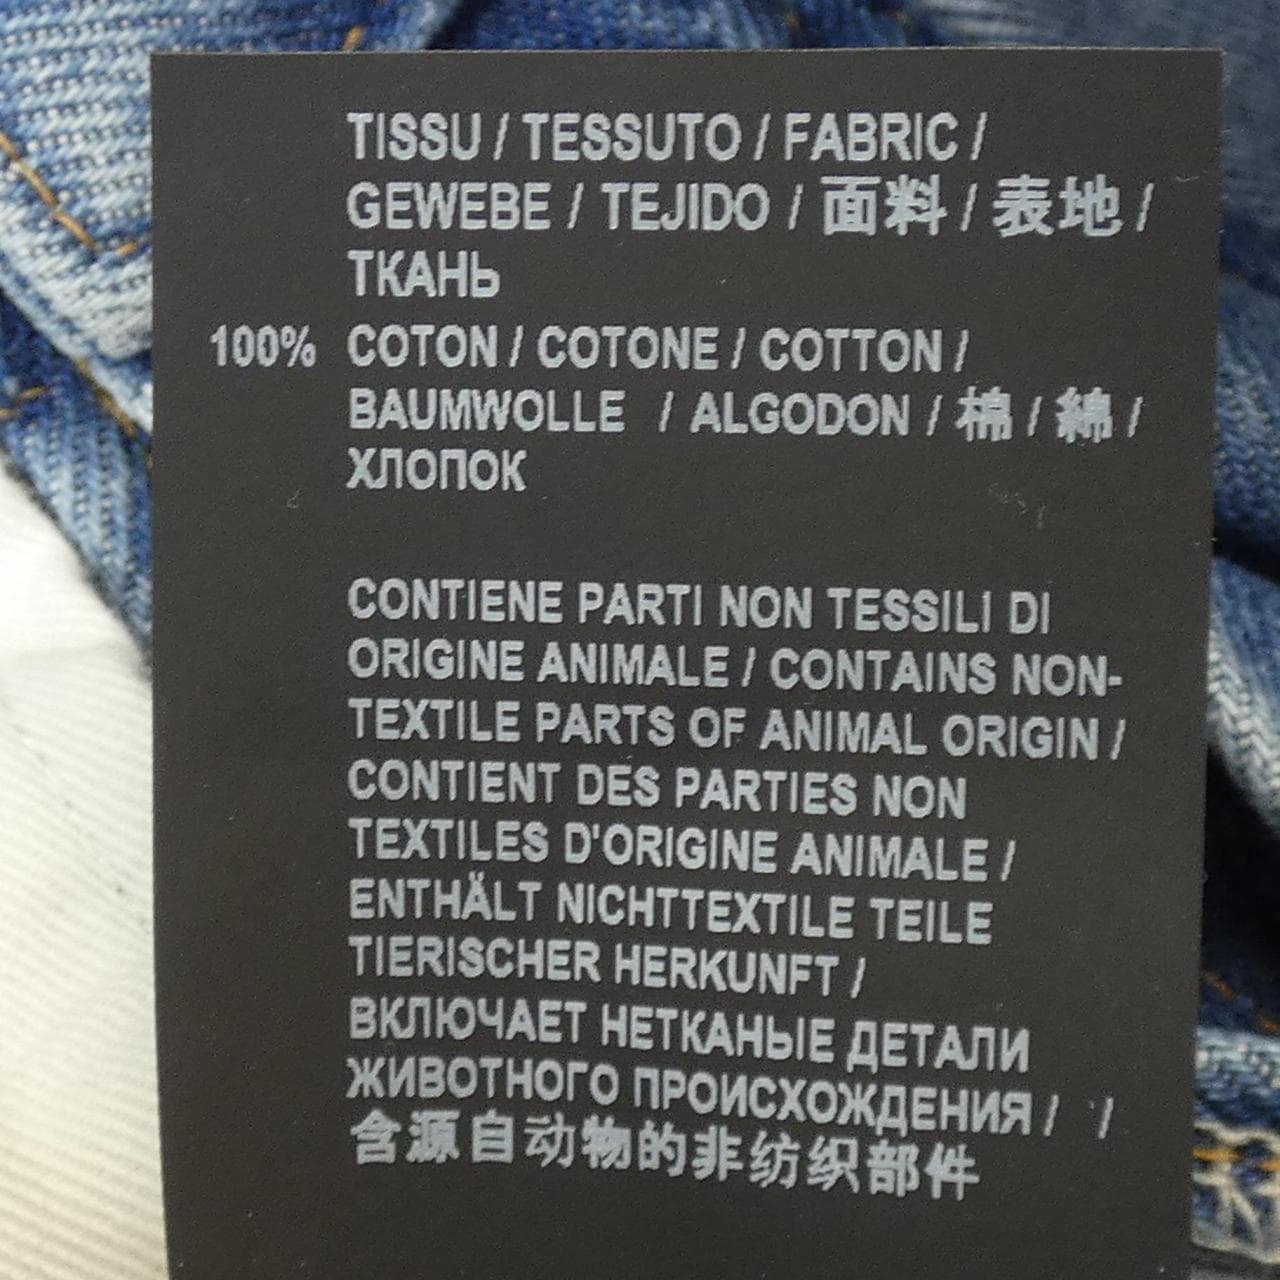 TISSU / TESSUTO / FABRIC /
GEWEBE / TEJIDO / 面料 / 表地 /
ТКАНЬ
100% COTON / COTONE / COTTON /
BAUMWOLLE / ALGODON / 棉 / 綿 /
ХЛОПОК
CONTIENE PARTI NON TESSILI DI
ORIGINE ANIMALE / CONTAINS NON-
TEXTILE PARTS OF ANIMAL ORIGIN /
CONTIENT DES PARTIES NON
TEXTILES D'ORIGINE ANIMALE /
ENTHÄLT NICHTTEXTILE TEILE
TIERISCHER HERKUNFT /
ВКЛЮЧАЕТ НЕТКАНЫЕ ДЕТАЛИ
ЖИВОТНОГО ПРОИСХОЖДЕНИЯ / /
含源自动物的非纺织部件